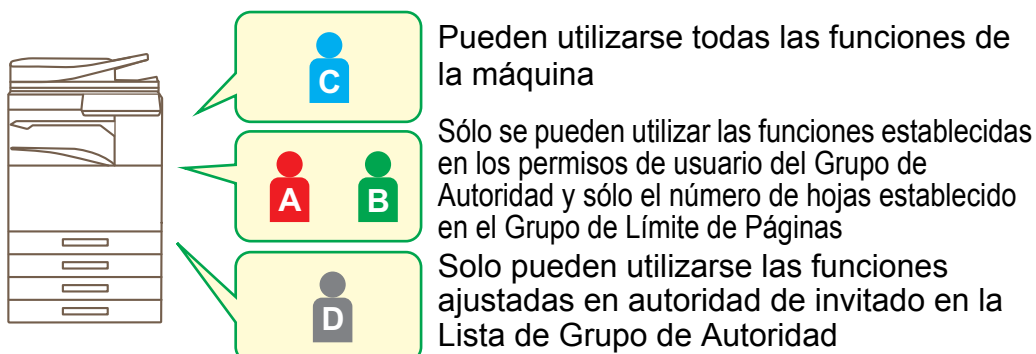 C
Pueden utilizarse todas las funciones de
la máquina
A
B
Sólo se pueden utilizar las funciones establecidas
en los permisos de usuario del Grupo de
Autoridad y sólo el número de hojas establecido
en el Grupo de Límite de Páginas
D
Solo pueden utilizarse las funciones
ajustadas en autoridad de invitado en la
Lista de Grupo de Autoridad